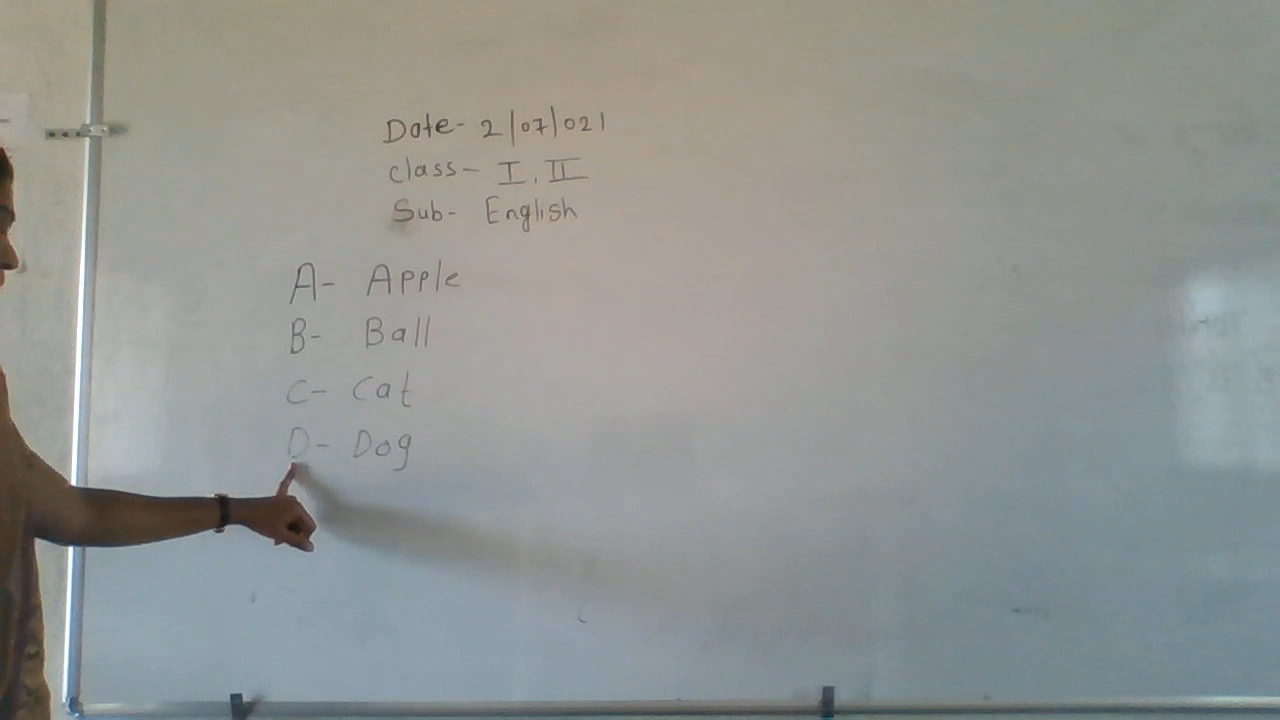 Date- 2/07/021
class- I, II
Sub- English
A- Apple
B- Ball
C- Cat
D- Dog